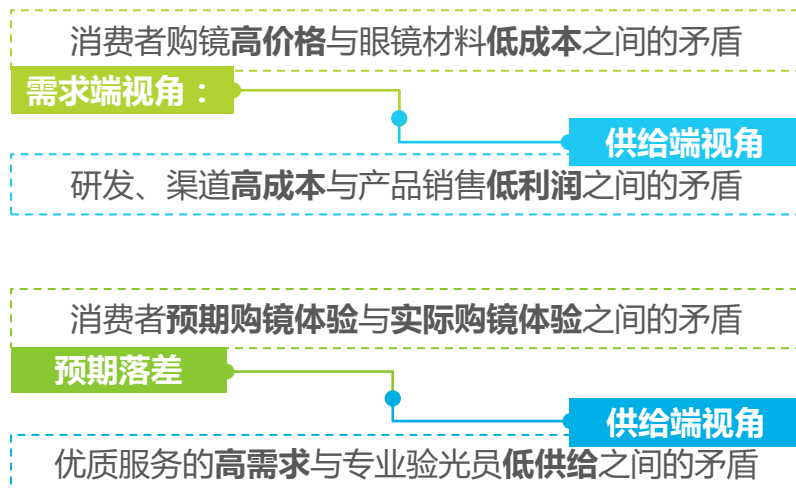 消费者购镜高价格与眼镜材料低成本之间的矛盾
需求端视角：
供给端视角
研发、渠道高成本与产品销售低利润之间的矛盾
消费者预期购镜体验与实际购镜体验之间的矛盾
预期落差
供给端视角
优质服务的高需求与专业验光员低供给之间的矛盾